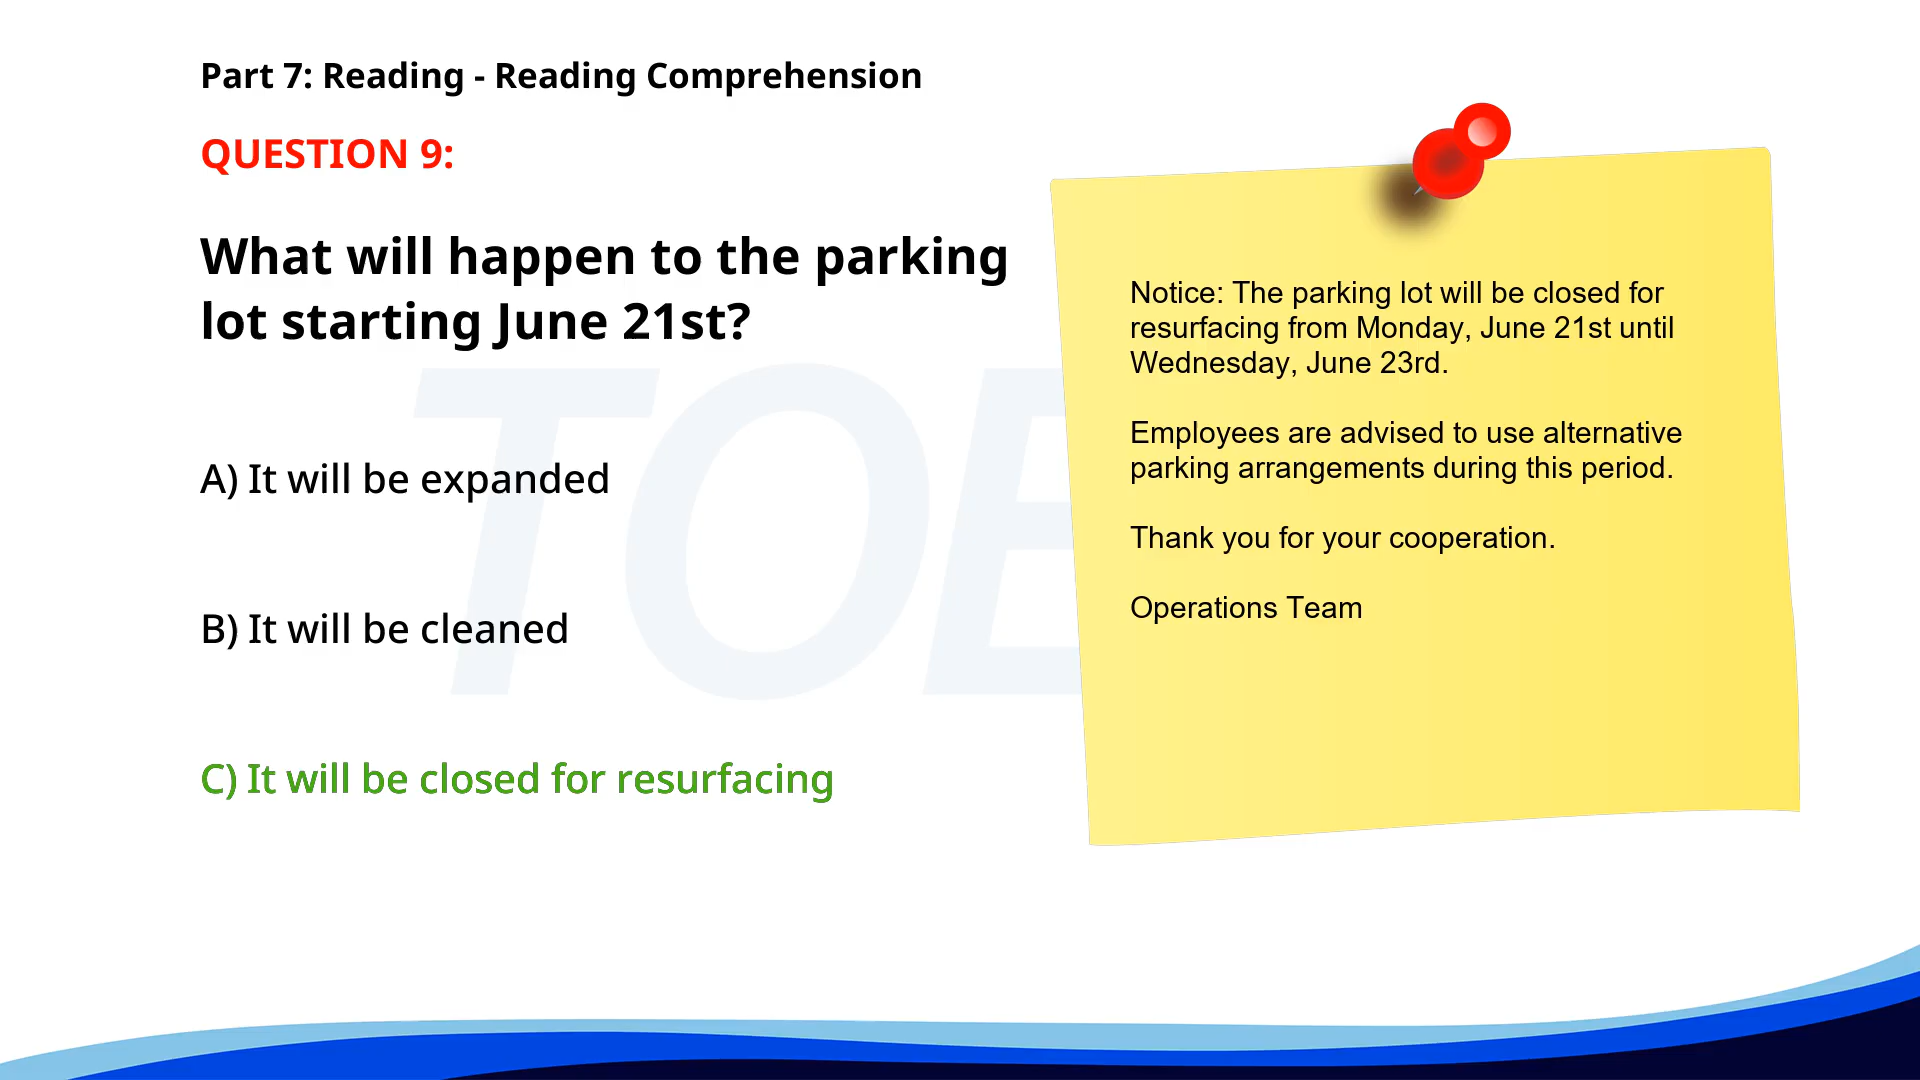 Part 7: Reading - Reading Comprehension
QUESTION 9:
What will happen to the parking
lot starting June 21st?
A) It will be expanded
B) It will be cleaned
C) It will be closed for resurfacing
Notice: The parking lot will be closed for
resurfacing from Monday, June 21st until
Wednesday, June 23rd.
Employees are advised to use alternative
parking arrangements during this period.
Thank you for your cooperation.
Operations Team